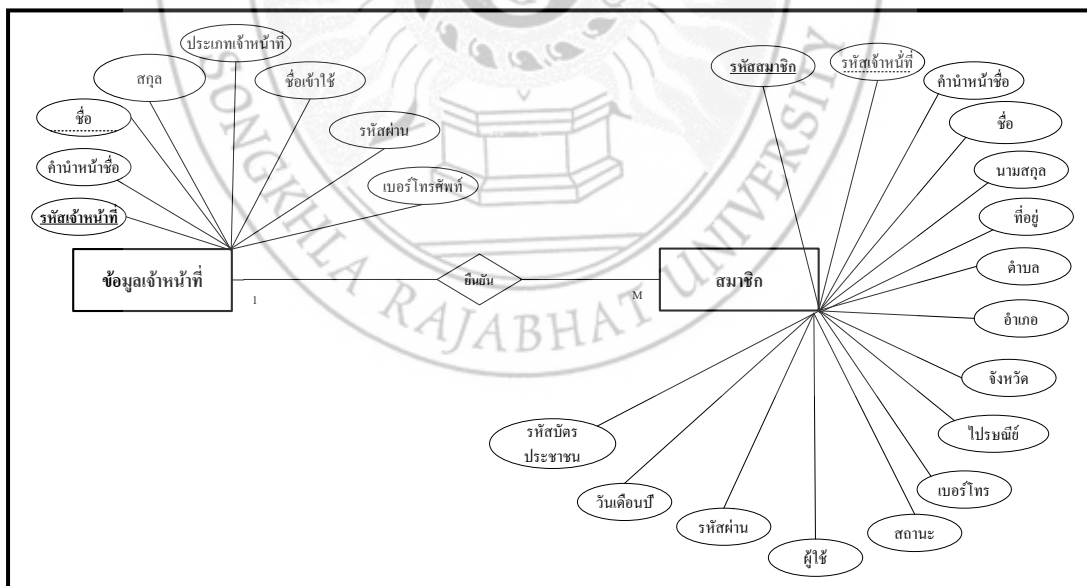 ประเภทเจ้าหน้าที่
สกุล
ชื่อเข้าใช้
ชื่อ
รหัสผ่าน
คำนำหน้าชื่อ
เบอร์โทรศัพท์
รหัสเจ้าหน้าที่
ข้อมูลเจ้าหน้าที่
1
ยืนยัน
M
สมาชิก
รหัสสมาชิก
รหัสเจ้าหน้ที่
คำนำหน้าชื่อ
ชื่อ
นามสกุล
ที่อยู่
ตำบล
อำเภอ
จังหวัด
ไปรษณีย์
เบอร์โทร
สถานะ
ผู้ใช้
รหัสผ่าน
วันเดือนปี
รหัสบัตร
ประชาชน
SONGKHLA RAJABHAT UNIVERSITY